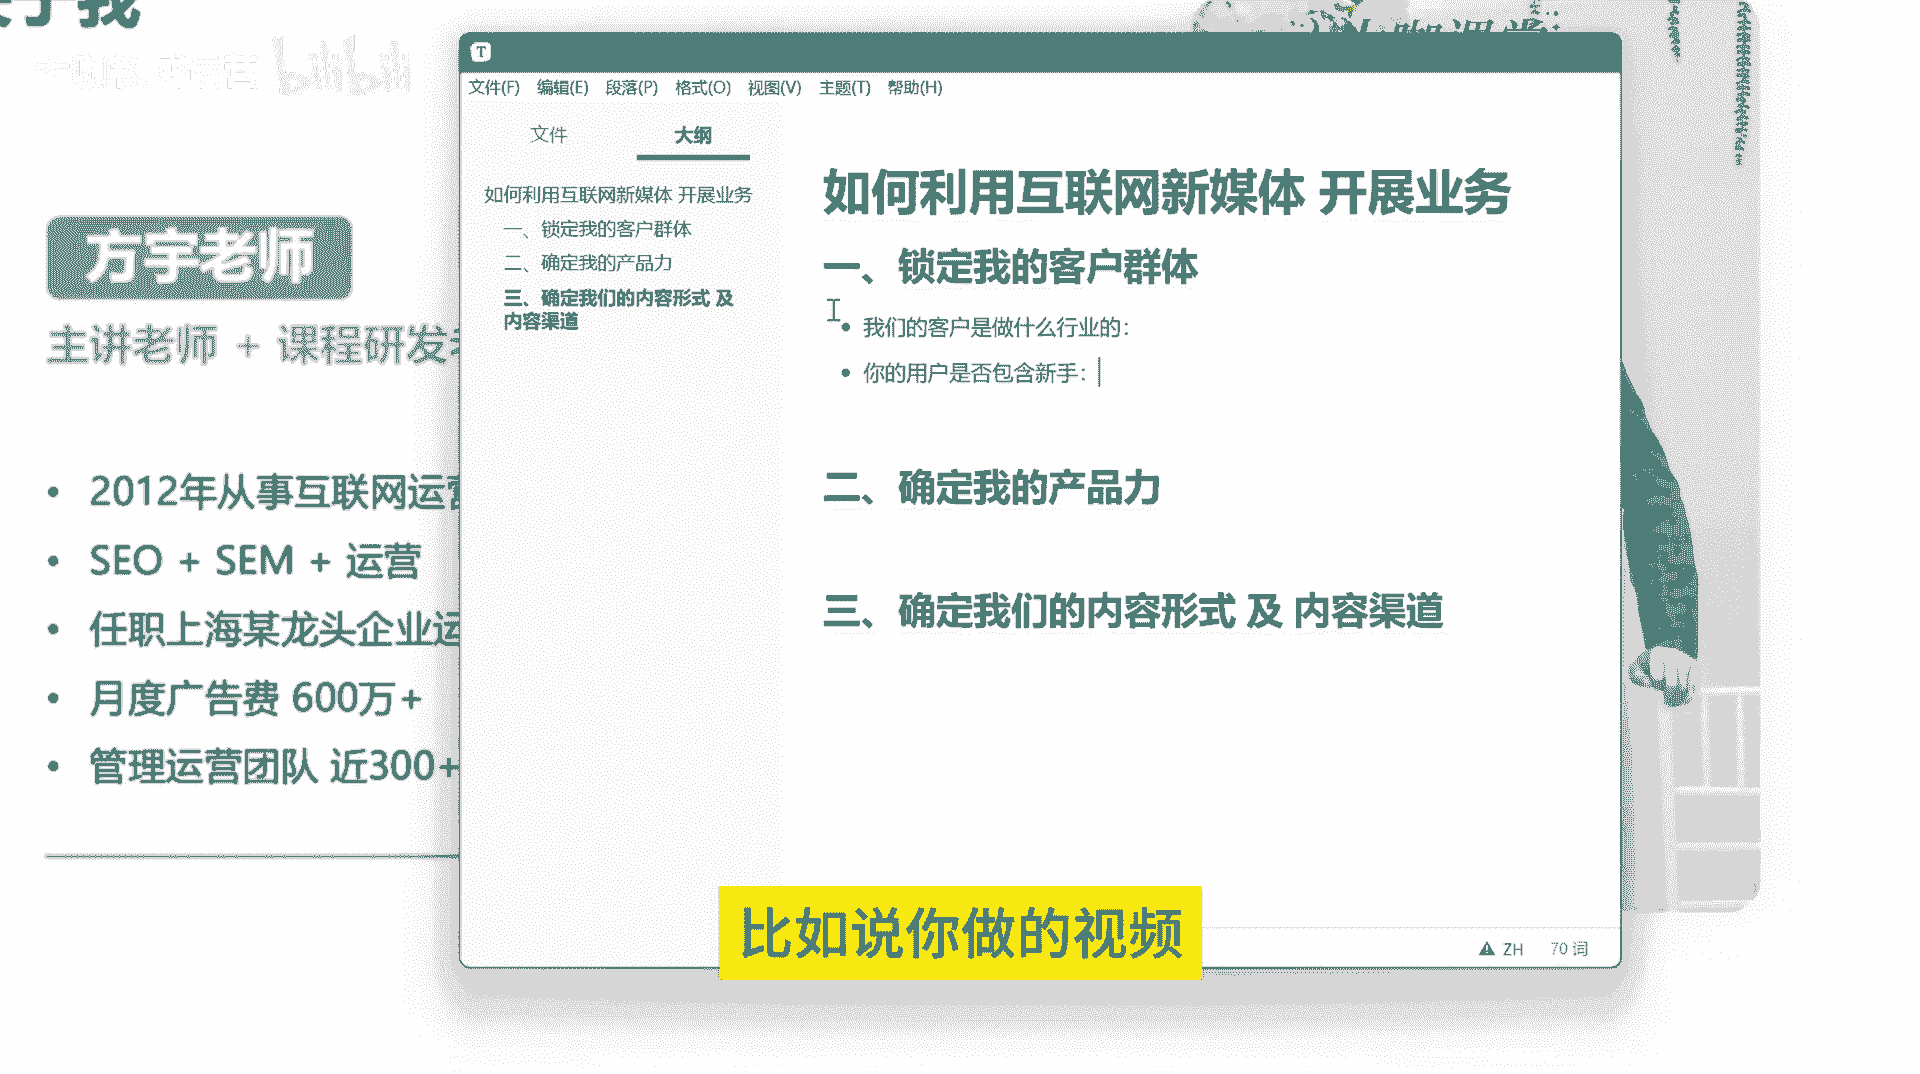 于我
bilibili
方宇老师
主讲老师 + 课程研发
• 2012年从事互联网运营
• SEO + SEM + 运营
• 任职上海某龙头企业运
• 月度广告费 600万+
• 管理运营团队 近300+
T
文件(F) 编辑(E) 段落(P) 格式(O) 视图(V) 主题(T) 帮助(H)
文件 大纲
如何利用互联网新媒体 开展业务
一、锁定我的客户群体
二、确定我的产品力
三、确定我们的内容形式 及
内容渠道
如何利用互联网新媒体 开展业务
一、锁定我的客户群体
• 我们的客户是做什么行业的：
• 你的用户是否包含新手：
二、确定我的产品力
三、确定我们的内容形式 及 内容渠道
ZH 70 词
比如说你做的视频